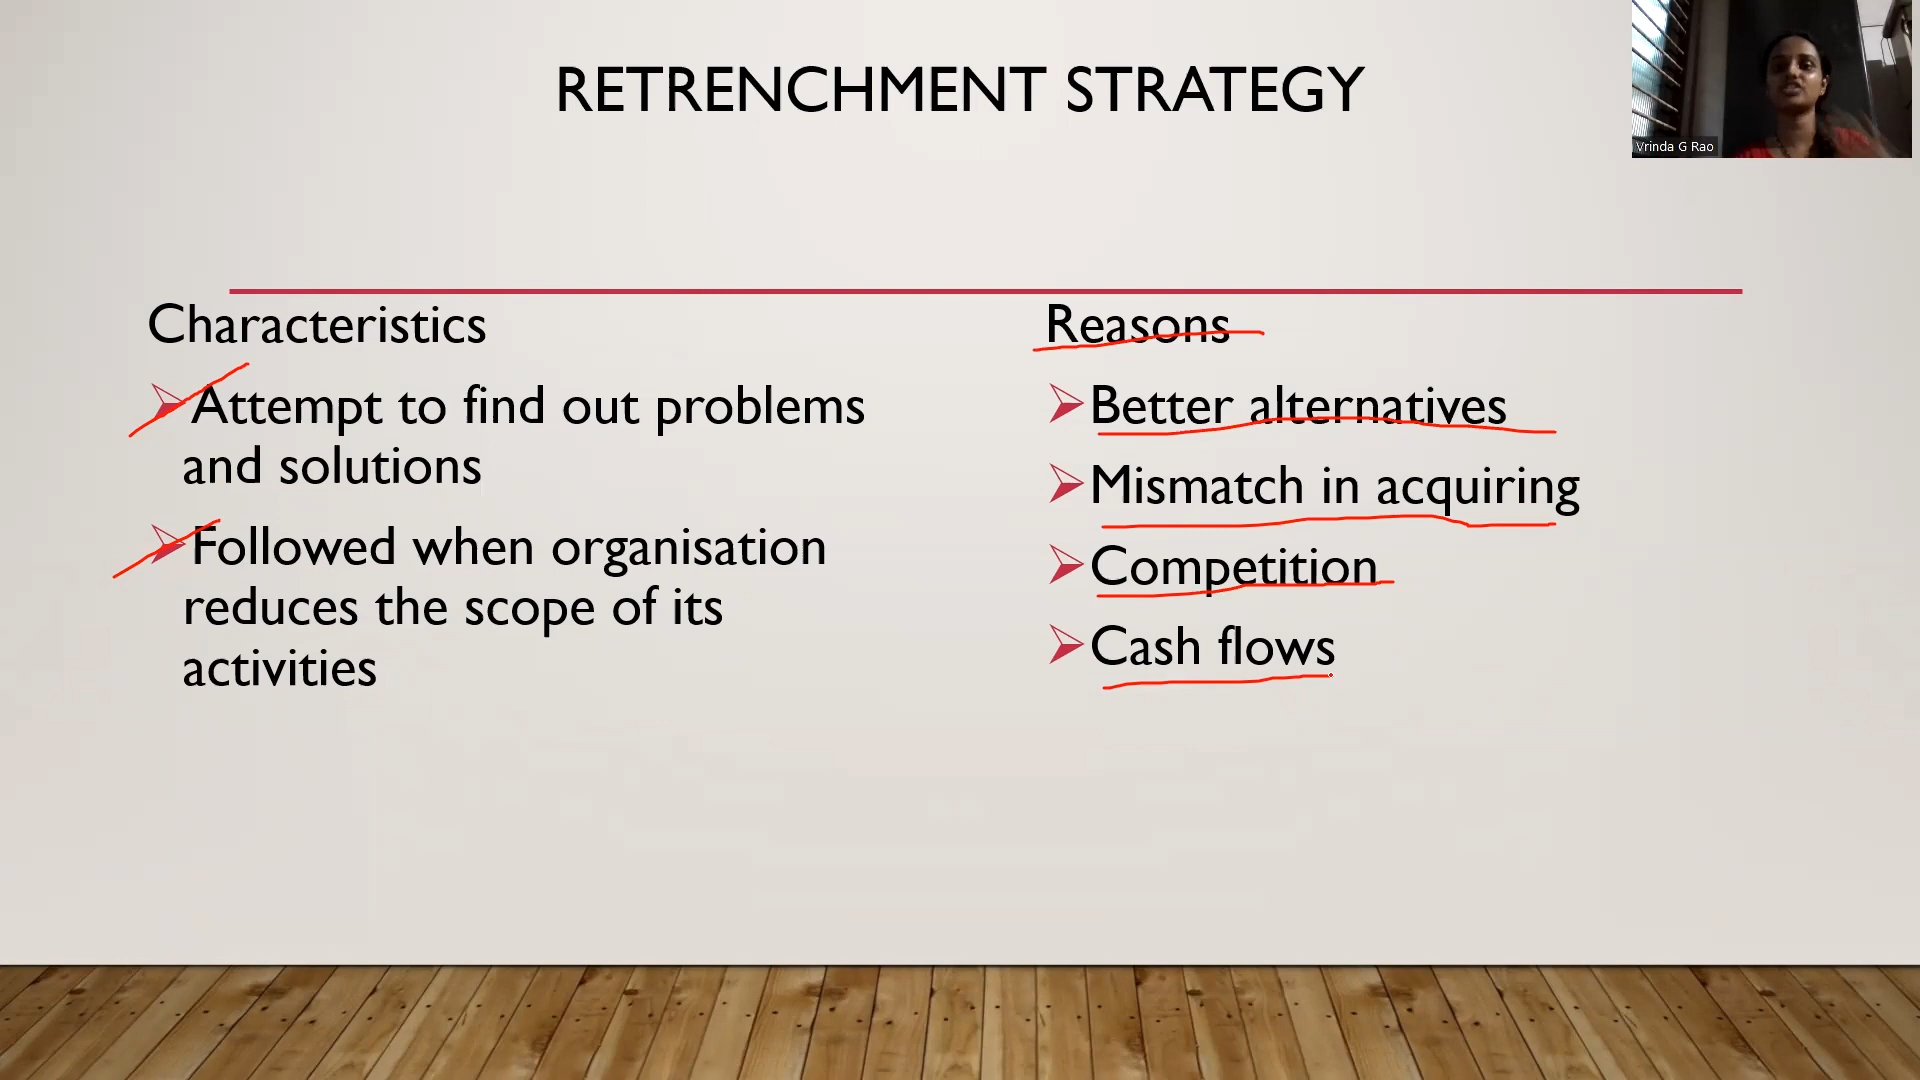 RETRENCHMENT STRATEGY
Vrinda G Rao
Characteristics
Attempt to find out problems
and solutions
Followed when organisation
reduces the scope of its
activities
Reasons
Better alternatives
Mismatch in acquiring
Competition
Cash flows